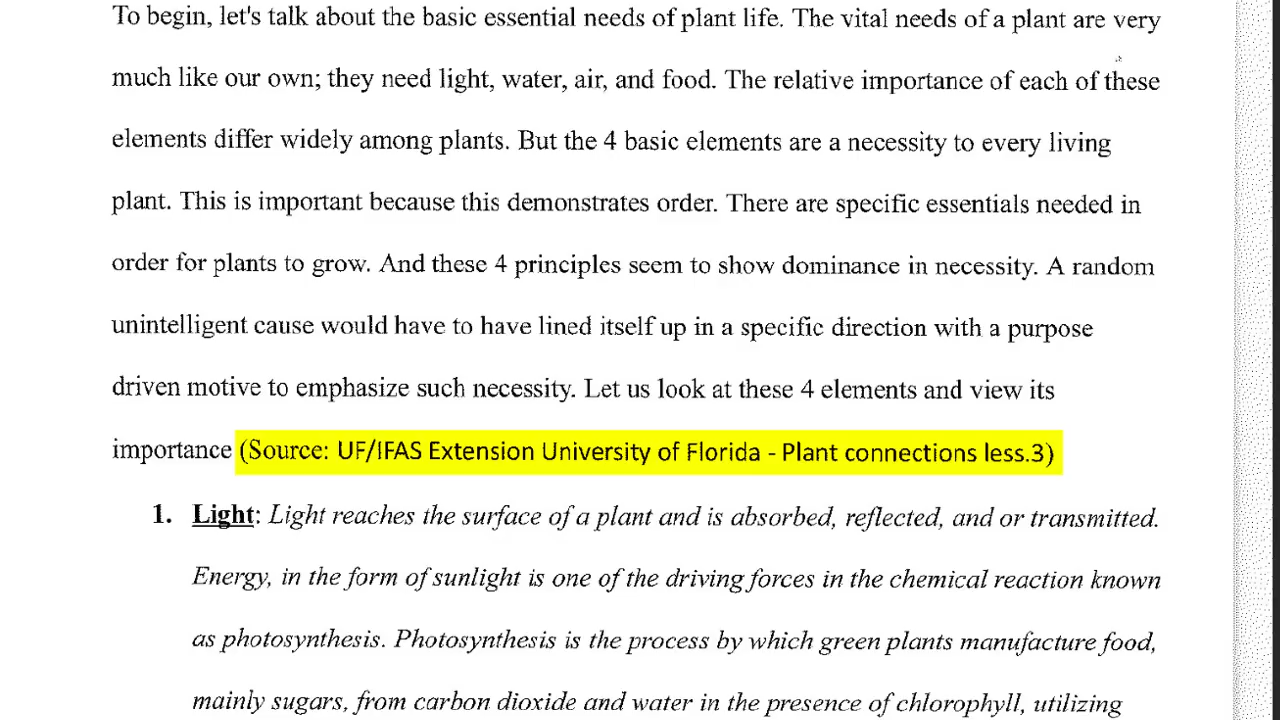 To begin, let's talk about the basic essential needs of plant life. The vital needs of a plant are very
much like our own; they need light, water, air, and food. The relative importance of each of these
elements differ widely among plants. But the 4 basic elements are a necessity to every living
plant. This is important because this demonstrates order. There are specific essentials needed in
order for plants to grow. And these 4 principles seem to show dominance in necessity. A random
unintelligent cause would have to have lined itself up in a specific direction with a purpose
driven motive to emphasize such necessity. Let us look at these 4 elements and view its
importance (Source: UF/IFAS Extension University of Florida - Plant connections less.3)
1. Light: Light reaches the surface of a plant and is absorbed, reflected, and or transmitted.
Energy, in the form of sunlight is one of the driving forces in the chemical reaction known
as photosynthesis. Photosynthesis is the process by which green plants manufacture food,
mainly sugars, from carbon dioxide and water in the presence of chlorophyll, utilizing